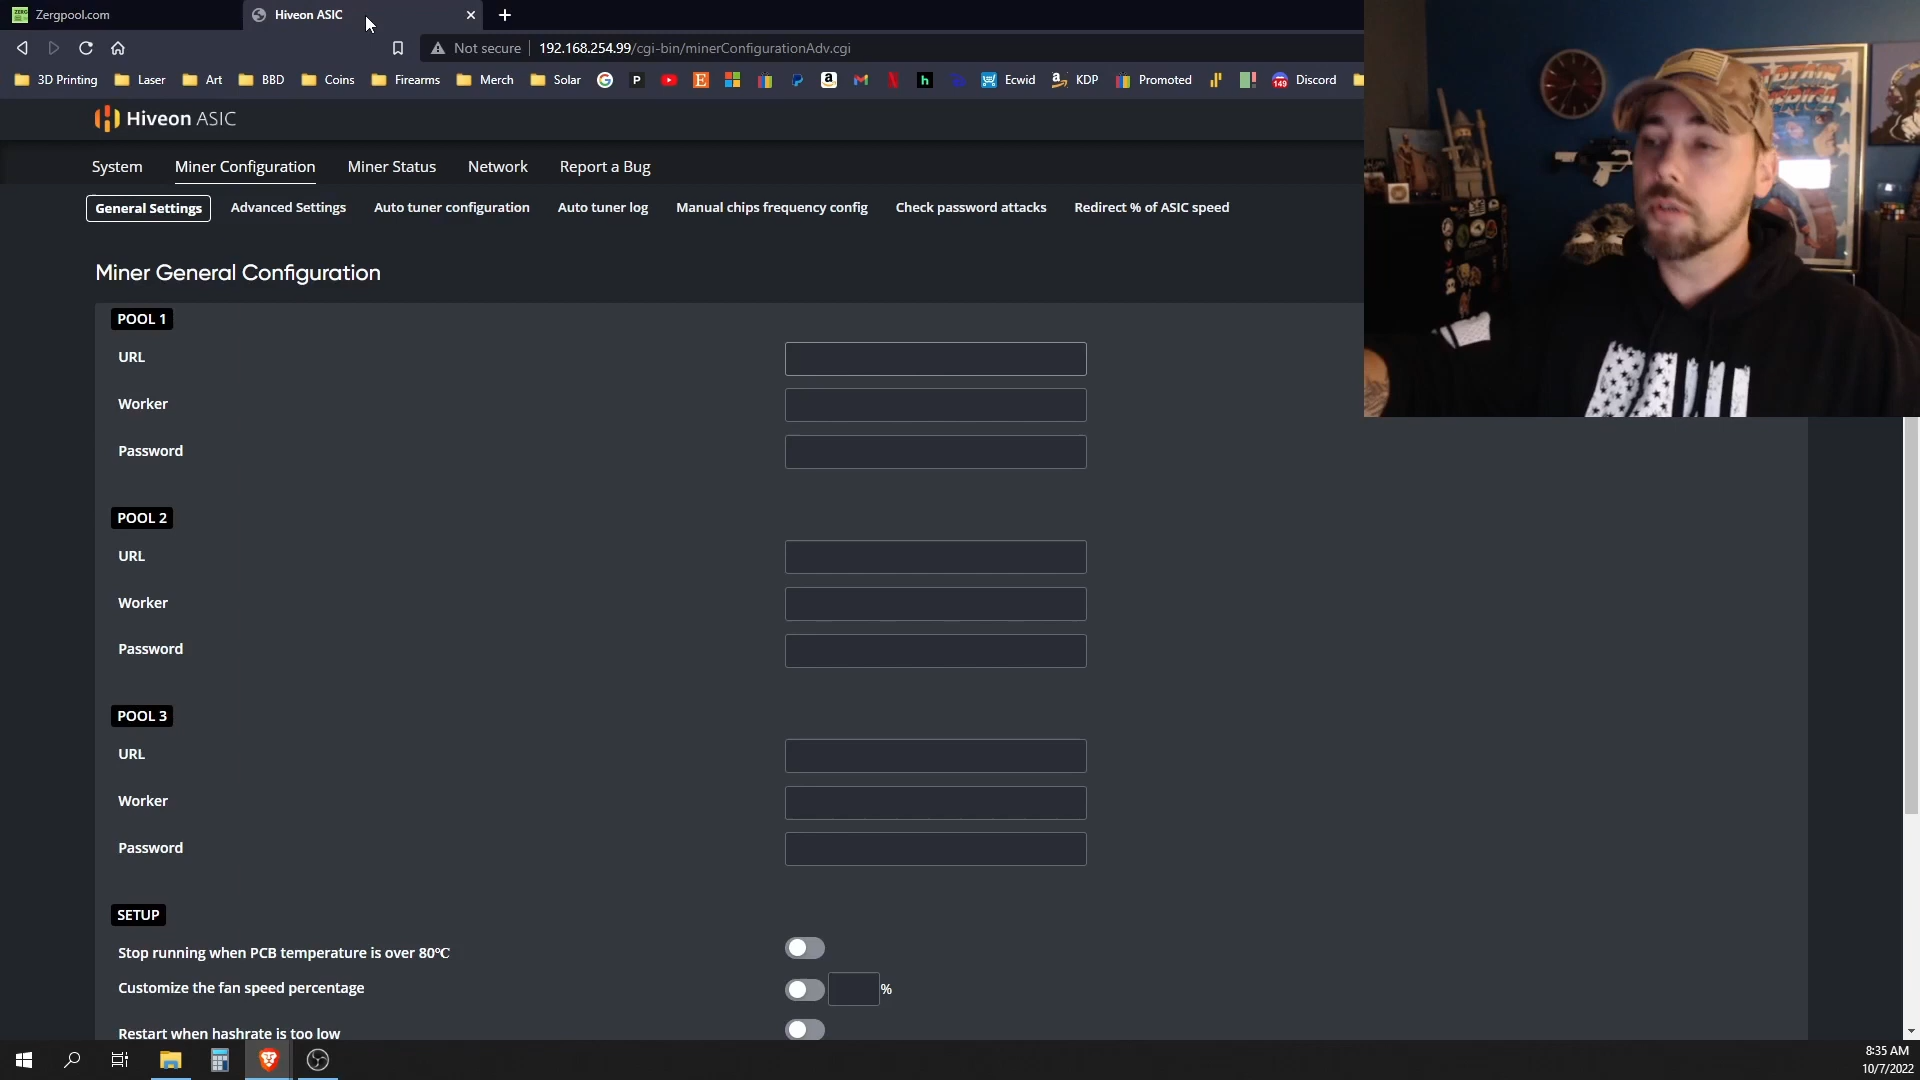 Zergpool.com
Hiveon ASIC
Not secure 192.168.254.99/cgi-bin/minerConfigurationAdv.cgi
3D Printing Laser Art BBD Coins Firearms Merch Solar Ecwid KDP Promoted Discord
Hiveon ASIC
System Miner Configuration Miner Status Network Report a Bug
General Settings Advanced Settings Auto tuner configuration Auto tuner log Manual chips frequency config Check password attacks Redirect % of ASIC speed
Miner General Configuration
POOL 1
URL
Worker
Password
POOL 2
URL
Worker
Password
POOL 3
URL
Worker
Password
SETUP
Stop running when PCB temperature is over 80℃
Customize the fan speed percentage %
Restart when hashrate is too low
8:35 AM
10/7/2022